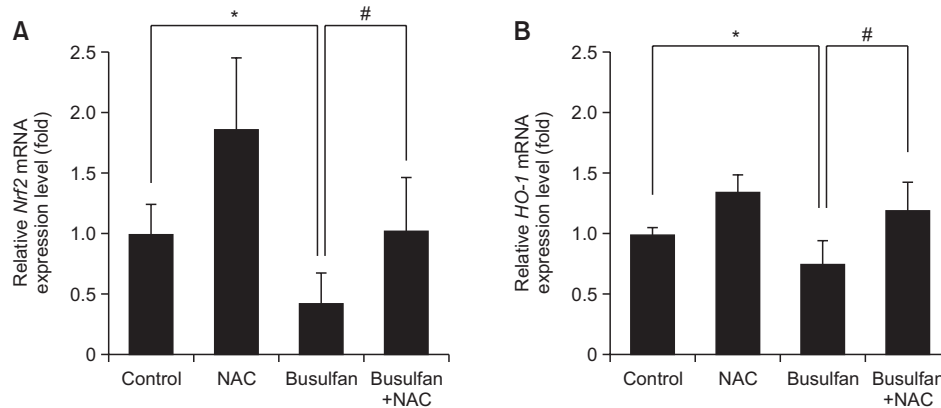 A
* #
Relative Nrf2 mRNA
expression level (fold)
2.5
2.0
1.5
1.0
0.5
0
Control NAC Busulfan Busulfan
+NAC
B
* #
Relative HO-1 mRNA
expression level (fold)
2.5
2.0
1.5
1.0
0.5
0
Control NAC Busulfan Busulfan
+NAC